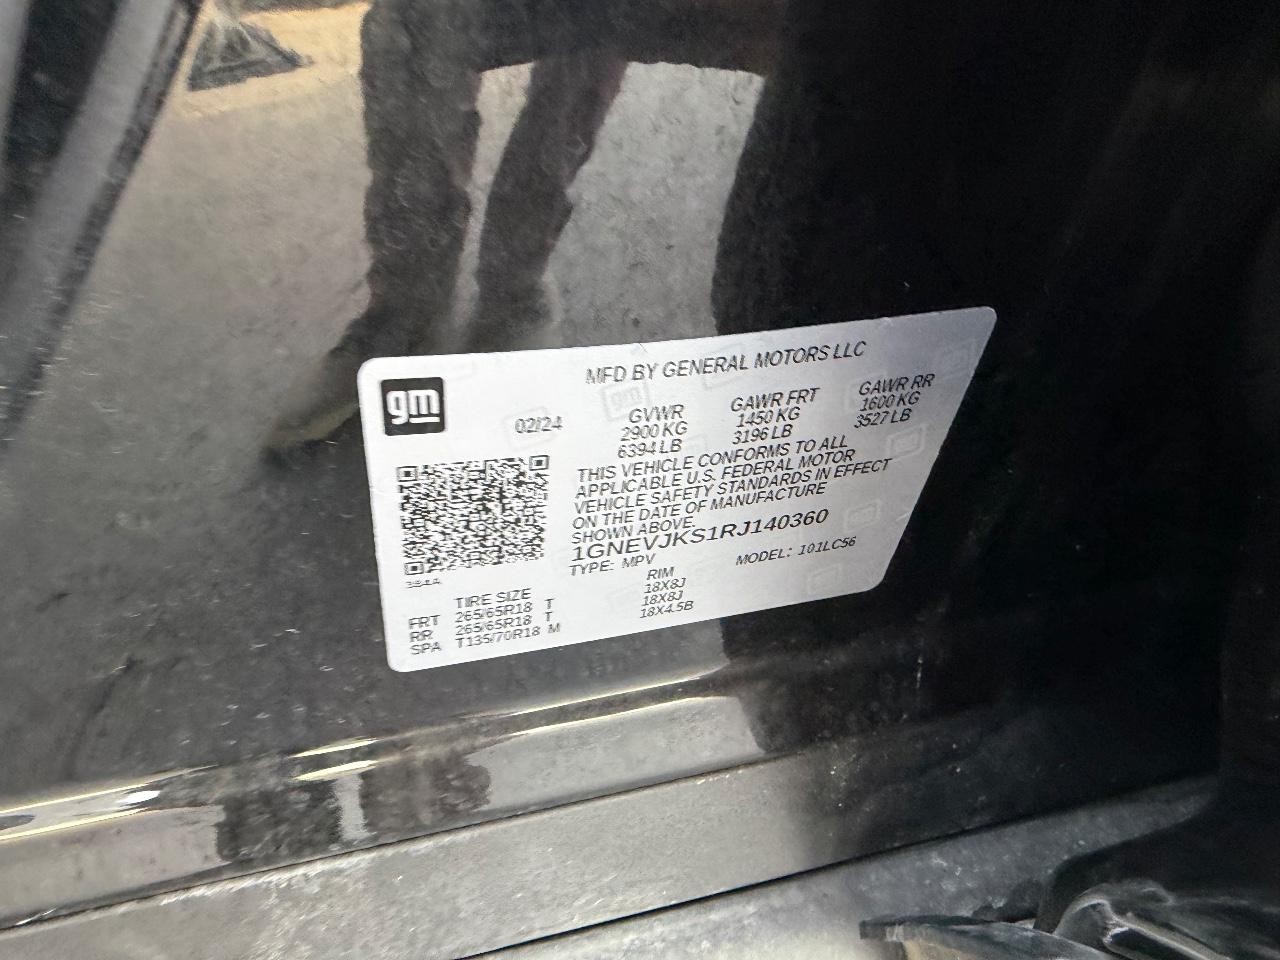 gm
MFD BY GENERAL MOTORS LLC
02/24
GVWR
2900 KG
6394 LB
GAWR FRT
1450 KG
3196 LB
GAWR RR
1600 KG
3527 LB
THIS VEHICLE CONFORMS TO ALL
APPLICABLE U.S. FEDERAL MOTOR
VEHICLE SAFETY STANDARDS IN EFFECT
ON THE DATE OF MANUFACTURE
SHOWN ABOVE.
1GNEVJKS1RJ140360
TYPE: MPV MODEL: 101LC56
TIRE SIZE RIM
FRT 265/65R18 T 18X8J
RR 265/65R18 T 18X8J
SPA T135/70R18 M 18X4.5B